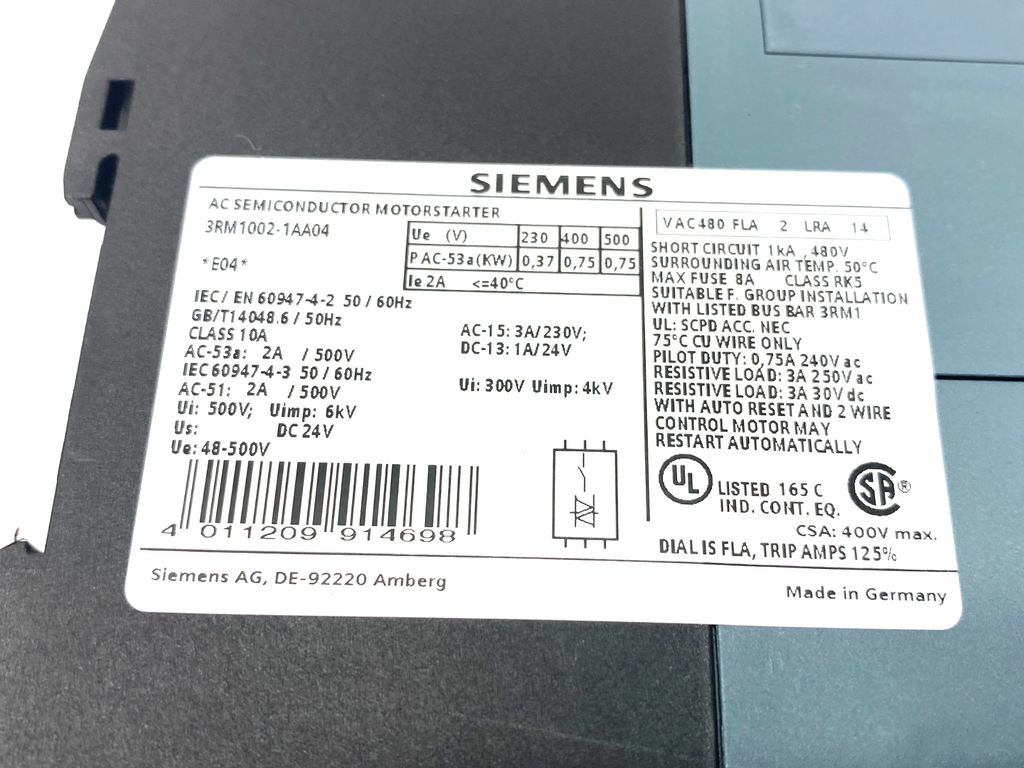 SIEMENS
AC SEMICONDUCTOR MOTORSTARTER
3RM1002-1AA04
*E04*
Ue (V) 230 400 500
P AC-53a(KW) 0,37 0,75 0,75
Ie 2A <=40°C
IEC/ EN 60947-4-2 50 / 60Hz
GB/T14048.6 / 50Hz
CLASS 10A
AC-53a: 2A / 500V
IEC60947-4-3 50 / 60Hz
AC-51: 2A / 500V
Ui: 500V; Uimp: 6kV
Us: DC 24V
Ue: 48-500V
AC-15: 3A/230V;
DC-13: 1A/24V
Ui: 300V Uimp: 4kV
4 011209 914698
VAC480 FLA 2 LRA 14
SHORT CIRCUIT 1kA , 480V
SURROUNDING AIR TEMP. 50°C
MAX FUSE 8A CLASS RK5
SUITABLE F. GROUP INSTALLATION
WITH LISTED BUS BAR 3RM1
UL: SCPD ACC. NEC
75°C CU WIRE ONLY
PILOT DUTY: 0,75A 240V ac
RESISTIVE LOAD: 3A 250V ac
RESISTIVE LOAD: 3A 30V dc
WITH AUTO RESET AND 2 WIRE
CONTROL MOTOR MAY
RESTART AUTOMATICALLY
UL LISTED 165 C
IND. CONT. EQ.
SA ®
CSA: 400V max.
DIAL IS FLA, TRIP AMPS 125%
Siemens AG, DE-92220 Amberg
Made in Germany